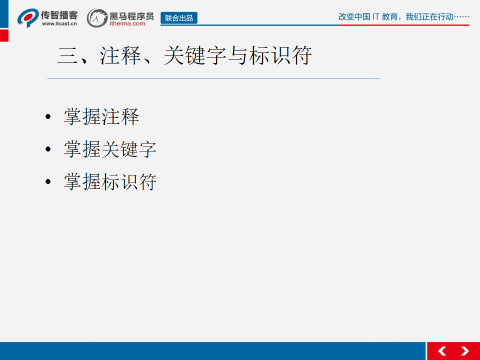 传智播客
www.itcast.cn
黑马程序员
itheima.com
联合出品
改变中国 IT 教育，我们正在行动……
三、注释、关键字与标识符
• 掌握注释
• 掌握关键字
• 掌握标识符